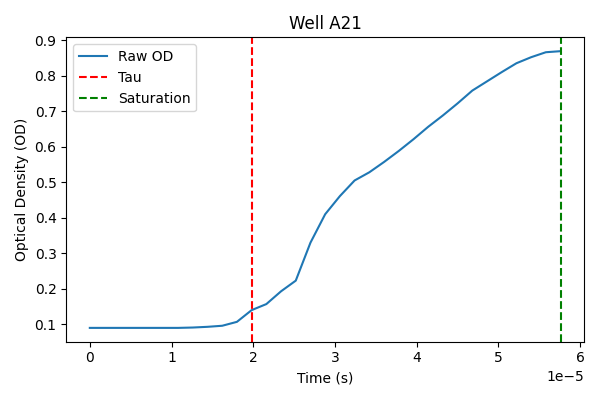 Well A21
Raw OD
Tau
Saturation
Optical Density (OD)
0.9
0.8
0.7
0.6
0.5
0.4
0.3
0.2
0.1
0 1 2 3 4 5 6
1e−5
Time (s)